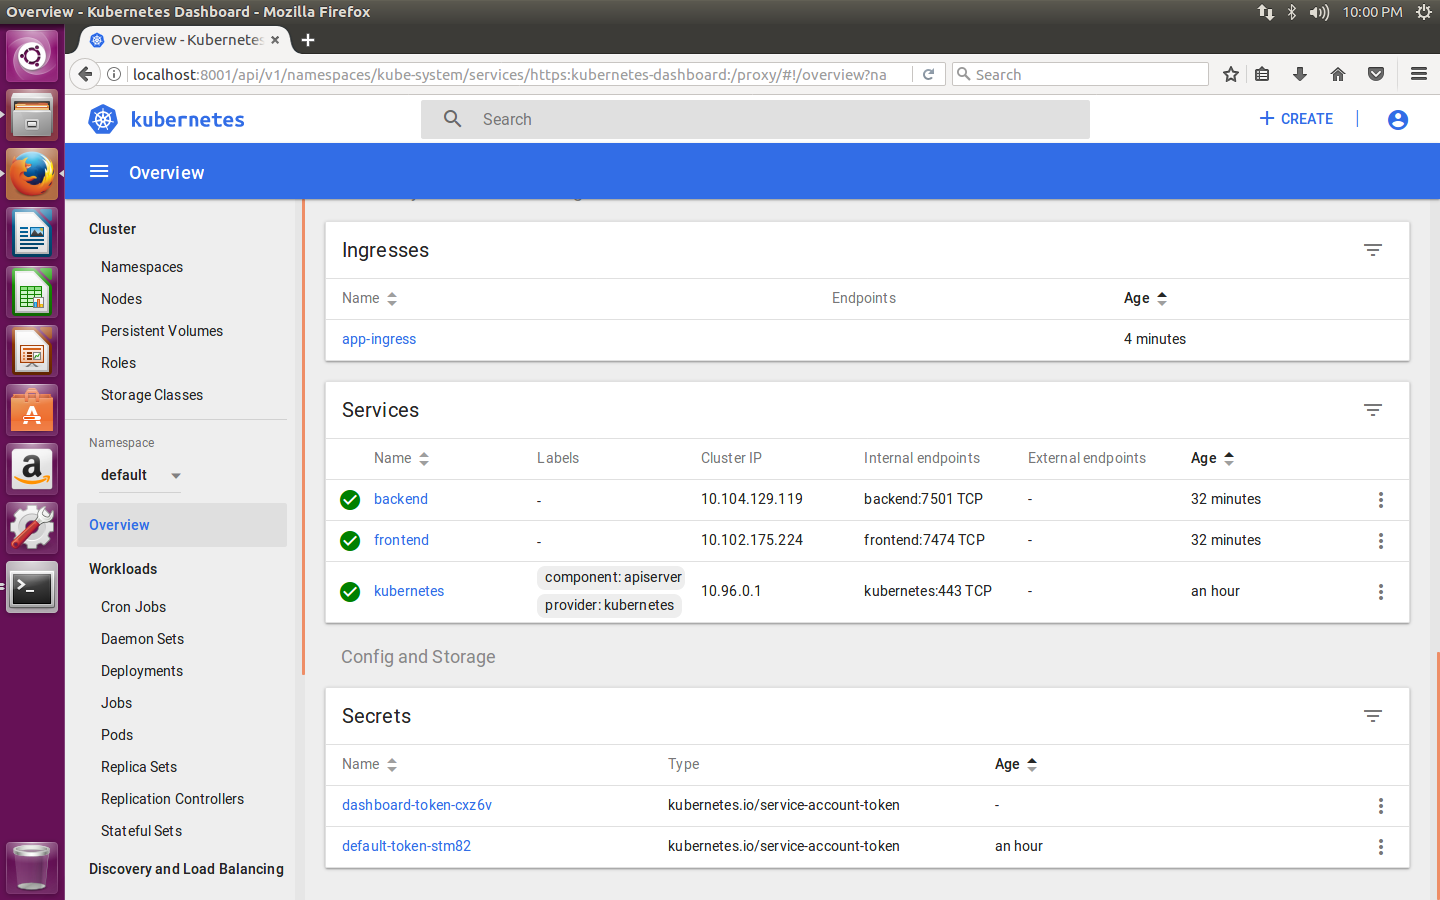 Overview - Kubernetes Dashboard - Mozilla Firefox
10:00 PM
Overview - Kubernetes
localhost:8001/api/v1/namespaces/kube-system/services/https:kubernetes-dashboard:/proxy/#!/overview?na
Search
kubernetes
Search
+ CREATE
Overview
Cluster
Namespaces
Nodes
Persistent Volumes
Roles
Storage Classes
Namespace
default
Overview
Workloads
Cron Jobs
Daemon Sets
Deployments
Jobs
Pods
Replica Sets
Replication Controllers
Stateful Sets
Discovery and Load Balancing
Ingresses
Name Endpoints Age
app-ingress 4 minutes
Services
Name Labels Cluster IP Internal endpoints External endpoints Age
backend - 10.104.129.119 backend:7501 TCP - 32 minutes
frontend - 10.102.175.224 frontend:7474 TCP - 32 minutes
component: apiserver
kubernetes 10.96.0.1 kubernetes:443 TCP - an hour
provider: kubernetes
Config and Storage
Secrets
Name Type Age
dashboard-token-cxz6v kubernetes.io/service-account-token -
default-token-stm82 kubernetes.io/service-account-token an hour